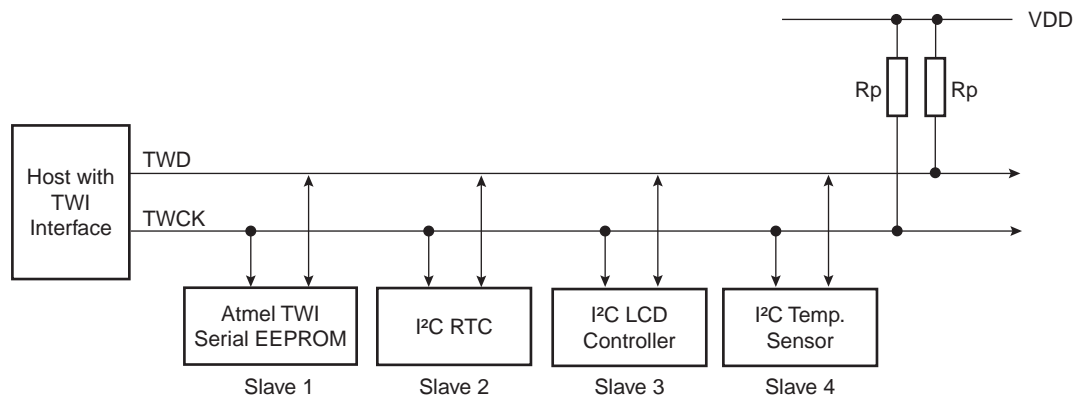 VDD
Rp
Rp
Host with
TWI
Interface
TWD
TWCK
Atmel TWI
Serial EEPROM
I²C RTC
I²C LCD
Controller
I²C Temp.
Sensor
Slave 1
Slave 2
Slave 3
Slave 4